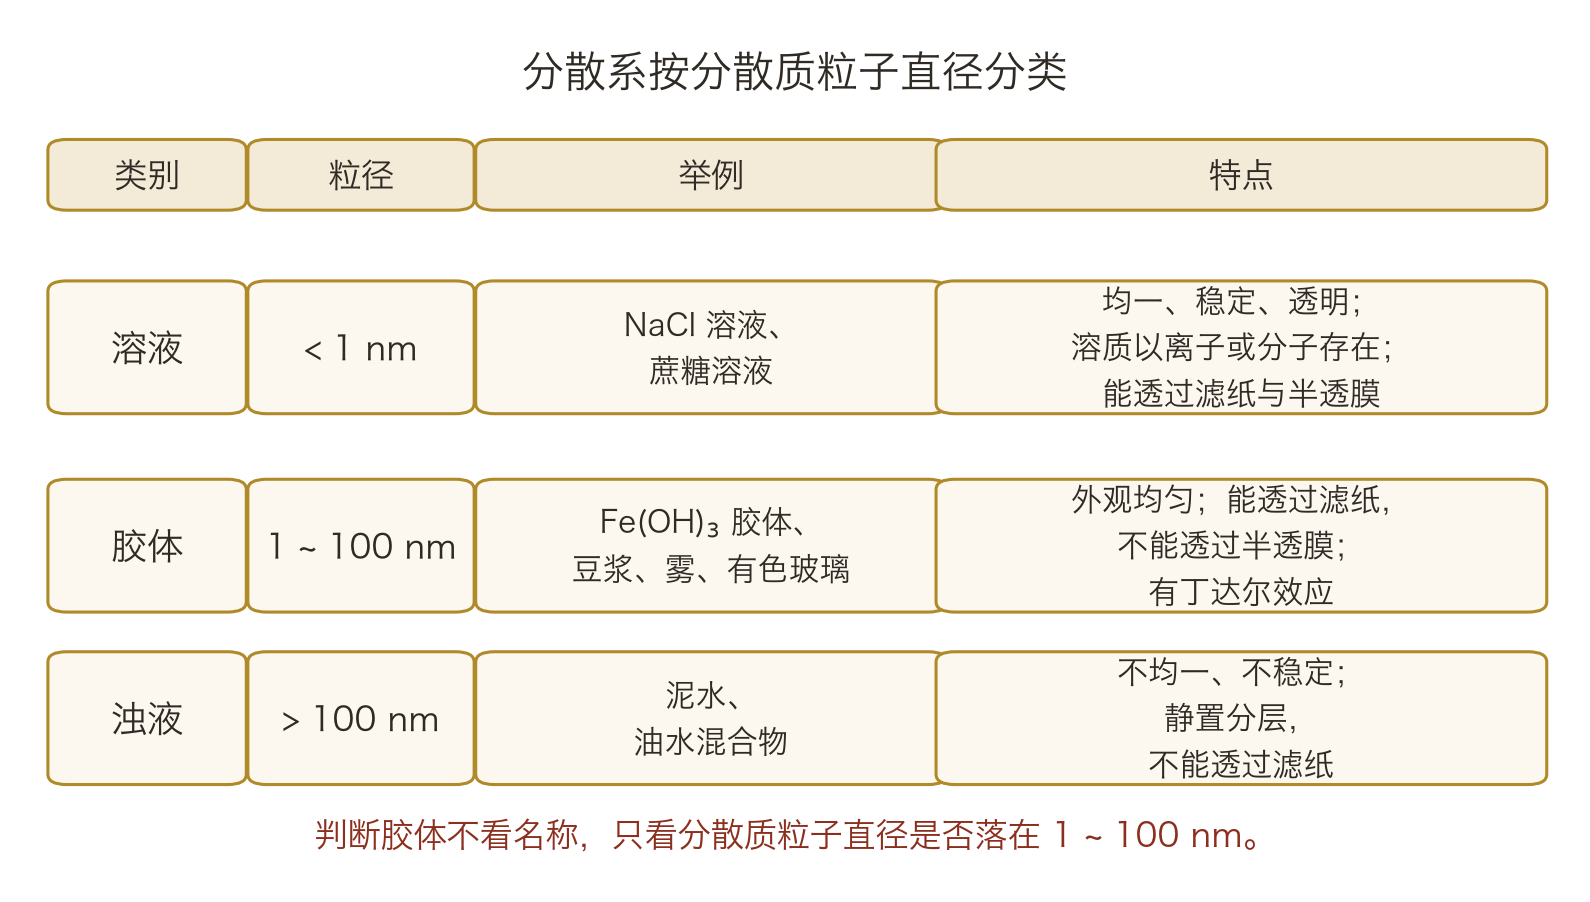 分散系按分散质粒子直径分类
类别
粒径
举例
特点
溶液
< 1 nm
NaCl 溶液、
蔗糖溶液
均一、稳定、透明；
溶质以离子或分子存在；
能透过滤纸与半透膜
胶体
1 ~ 100 nm
Fe(OH)₃ 胶体、
豆浆、雾、有色玻璃
外观均匀；能透过滤纸，
不能透过半透膜；
有丁达尔效应
浊液
> 100 nm
泥水、
油水混合物
不均一、不稳定；
静置分层，
不能透过滤纸
判断胶体不看名称，只看分散质粒子直径是否落在 1 ~ 100 nm。